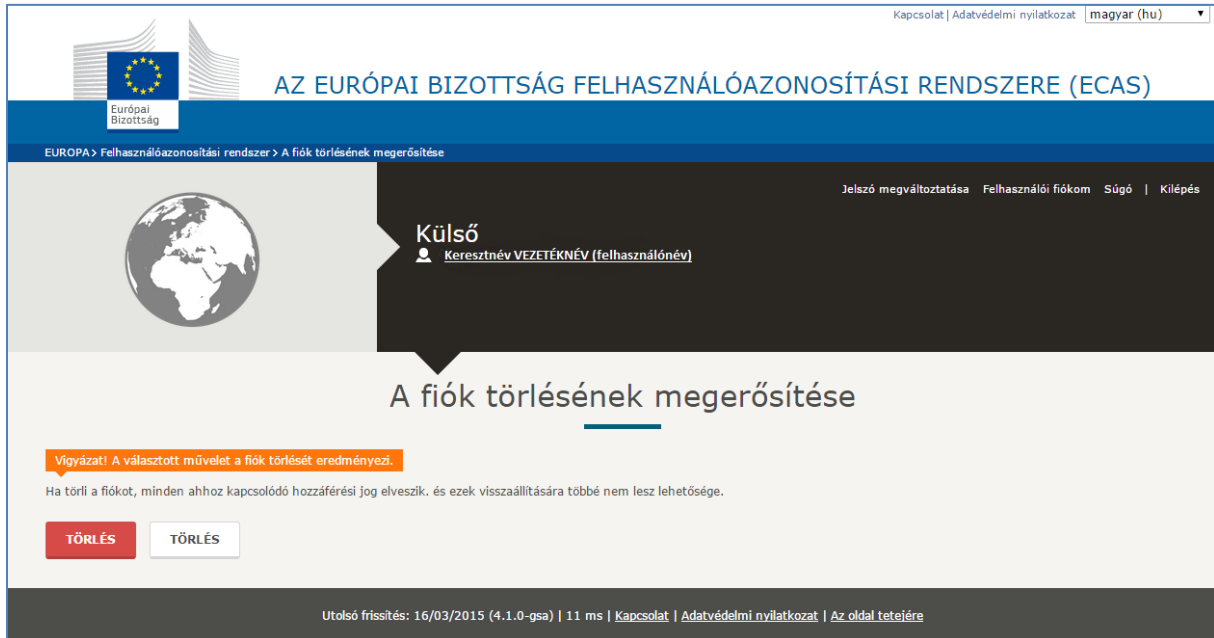 Kapcsolat | Adatvédelmi nyilatkozat magyar (hu)
AZ EURÓPAI BIZOTTSÁG FELHASZNÁLÓAZONOSÍTÁSI RENDSZERE (ECAS)
Európai
Bizottság
EUROPA > Felhasználóazonosítási rendszer > A fiók törlésének megerősítése
Jelszó megváltoztatása Felhasználói fiókom Súgó | Kilépés
Külső
Keresztnév VEZETÉKNÉV (felhasználónév)
A fiók törlésének megerősítése
Vigyázat! A választott művelet a fiók törlését eredményezi.
Ha törli a fiókot, minden ahhoz kapcsolódó hozzáférési jog elveszik. és ezek visszaállítására többé nem lesz lehetősége.
TÖRLÉS TÖRLÉS
Utolsó frissítés: 16/03/2015 (4.1.0-gsa) | 11 ms | Kapcsolat | Adatvédelmi nyilatkozat | Az oldal tetejére